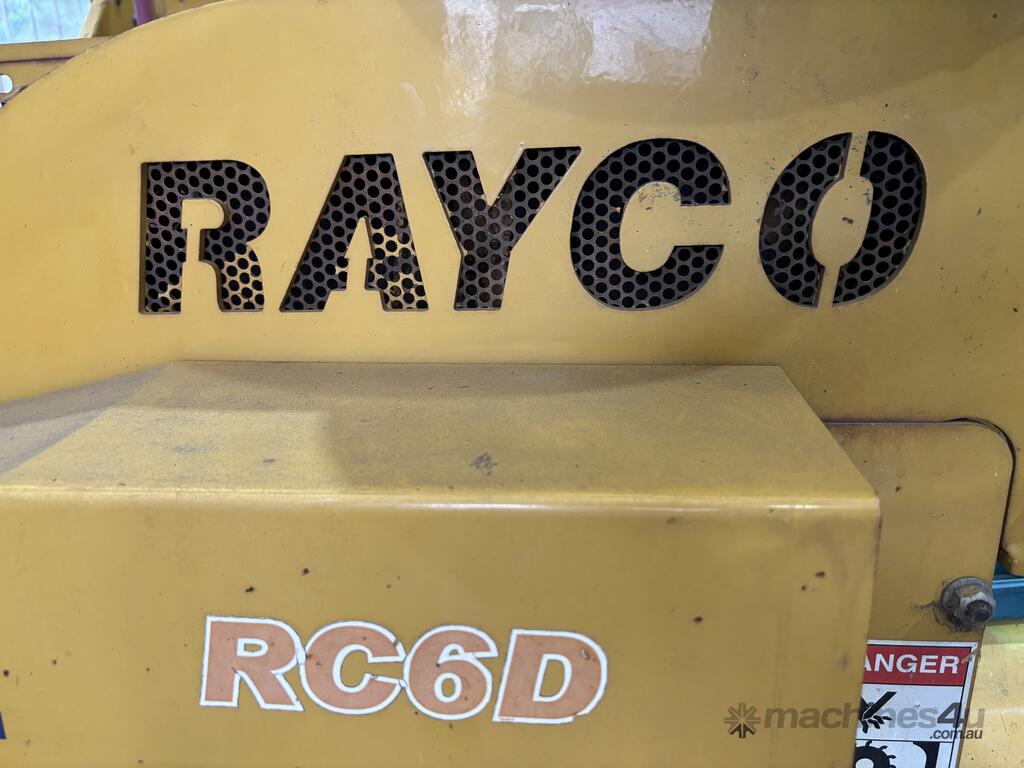 RAYCO
RC6D
ANGER
machines4u
.com.au